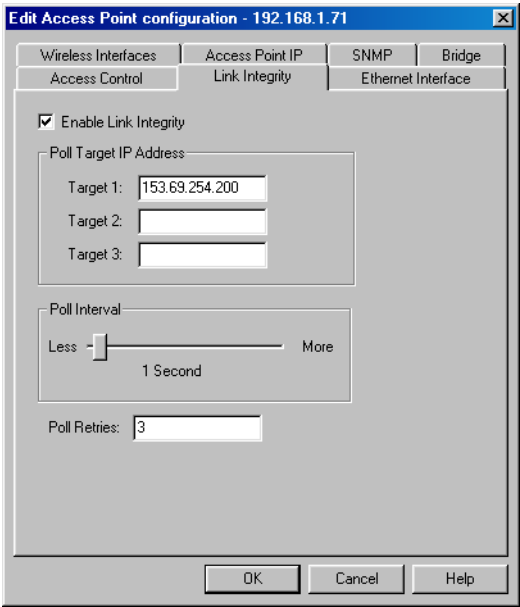 Edit Access Point configuration - 192.168.1.71
Wireless Interfaces Access Point IP SNMP Bridge
Access Control Link Integrity Ethernet Interface
Enable Link Integrity
Poll Target IP Address
Target 1: 153.69.254.200
Target 2:
Target 3:
Poll Interval
Less More
1 Second
Poll Retries: 3
OK Cancel Help